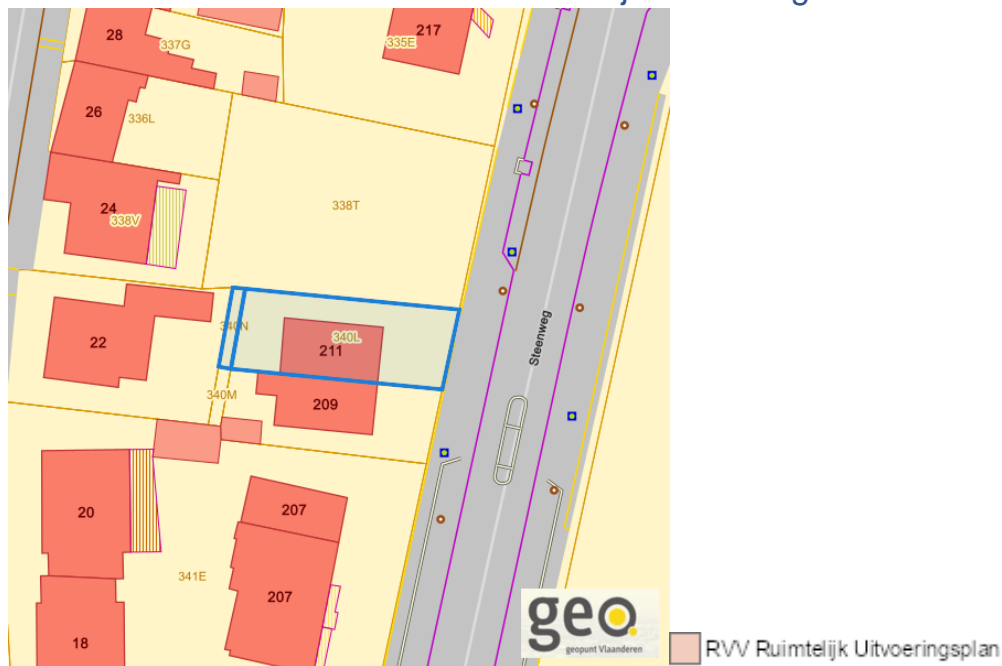 28
337G
335E
217
26
336L
24
338V
338T
340N
340L
211
22
Steenweg
340M
209
20
207
341E
207
18
geo
geopunt Vlaanderen
RVV Ruimtelijk Uitvoeringsplan